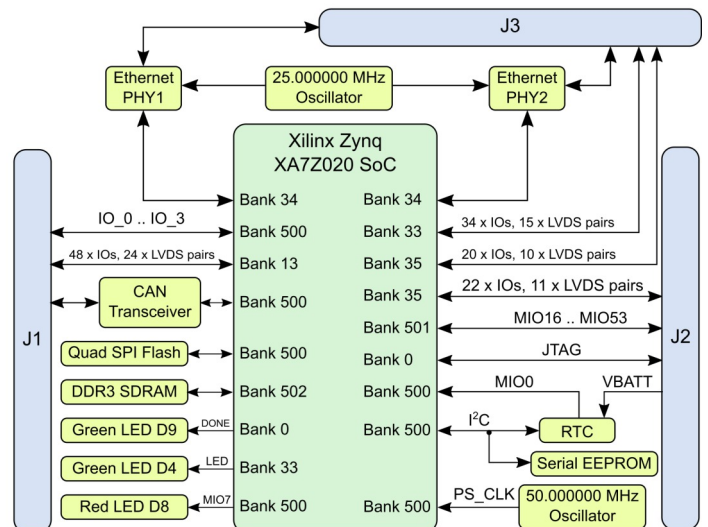 J3
Ethernet
PHY1
25.000000 MHz
Oscillator
Ethernet
PHY2
Xilinx Zynq
XA7Z020 SoC
J1
IO_0 .. IO_3
48 x IOs, 24 x LVDS pairs
CAN
Transceiver
Quad SPI Flash
DDR3 SDRAM
Green LED D9
DONE
Green LED D4
LED
Red LED D8
MIO7
Bank 34
Bank 500
Bank 13
Bank 500
Bank 500
Bank 502
Bank 0
Bank 33
Bank 500
Bank 34
Bank 33
Bank 35
Bank 35
Bank 501
Bank 0
Bank 500
Bank 500
Bank 500
34 x IOs, 15 x LVDS pairs
20 x IOs, 10 x LVDS pairs
22 x IOs, 11 x LVDS pairs
MIO16 .. MIO53
JTAG
MIO0
VBATT
I²C
RTC
Serial EEPROM
PS_CLK
50.000000 MHz
Oscillator
J2